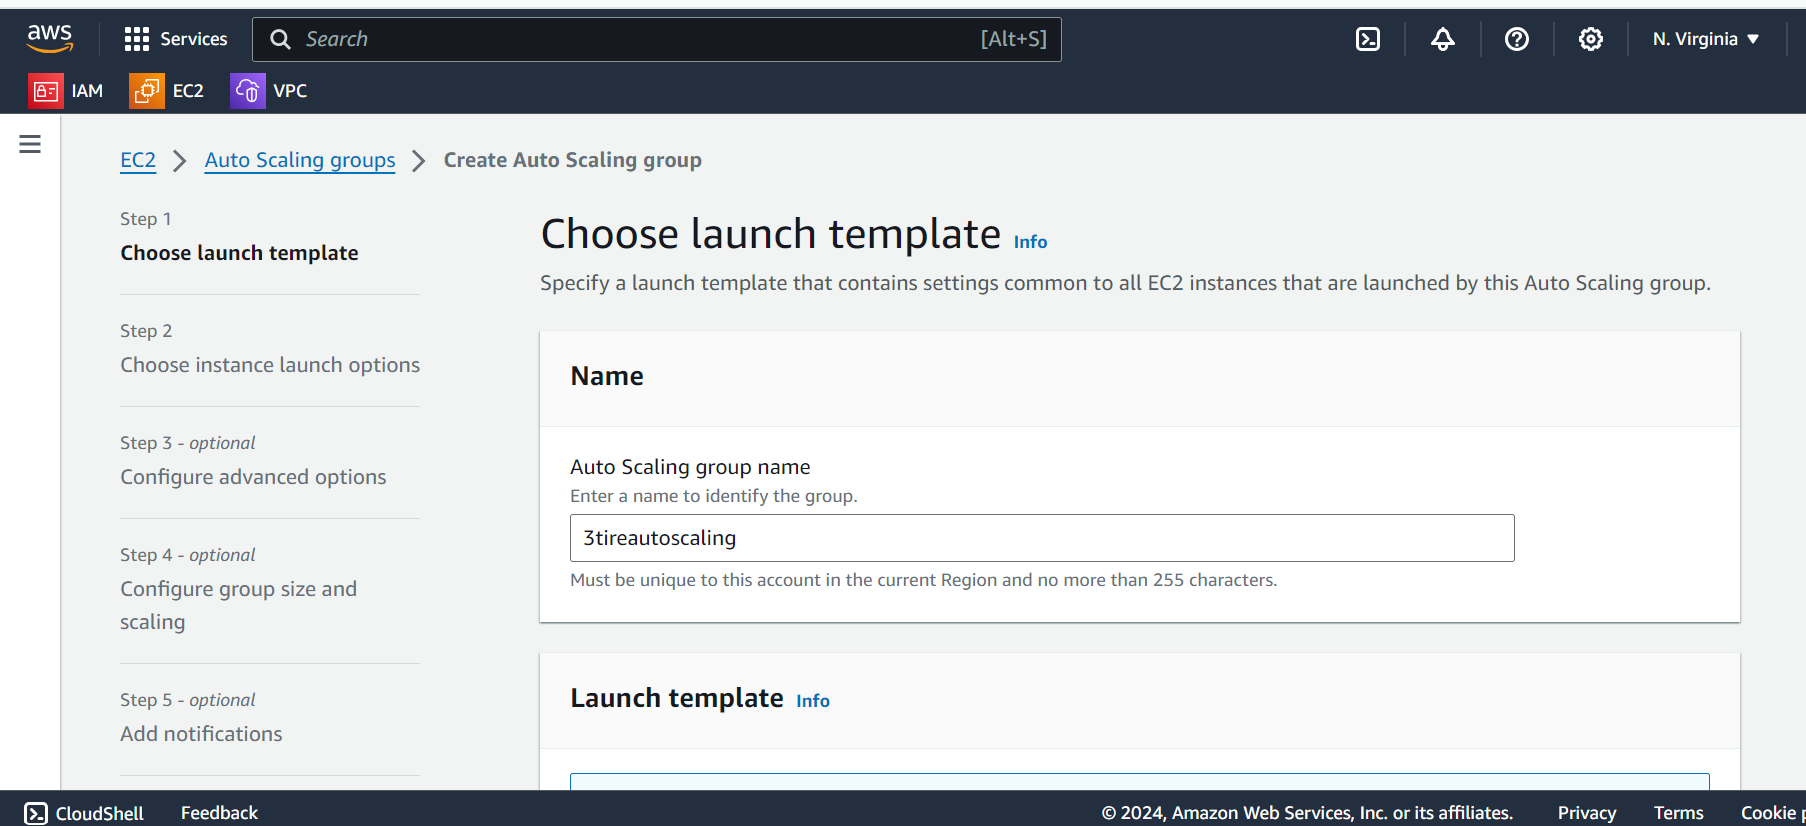 aws
Services
Search
[Alt+S]
N. Virginia
IAM
EC2
VPC
EC2
Auto Scaling groups
Create Auto Scaling group
Step 1
Choose launch template
Step 2
Choose instance launch options
Step 3 - optional
Configure advanced options
Step 4 - optional
Configure group size and
scaling
Step 5 - optional
Add notifications
Choose launch template Info
Specify a launch template that contains settings common to all EC2 instances that are launched by this Auto Scaling group.
Name
Auto Scaling group name
Enter a name to identify the group.
3tireautoscaling
Must be unique to this account in the current Region and no more than 255 characters.
Launch template Info
CloudShell
Feedback
© 2024, Amazon Web Services, Inc. or its affiliates.
Privacy
Terms
Cookie